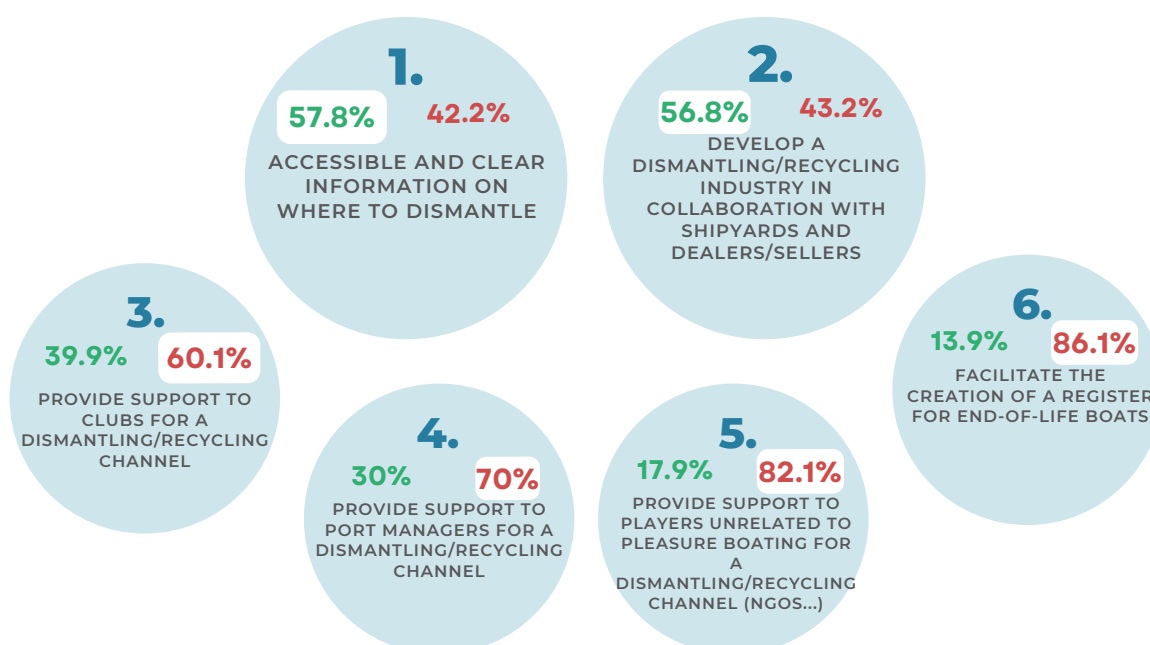 1.
57.8% 42.2%
ACCESSIBLE AND CLEAR
INFORMATION ON
WHERE TO DISMANTLE
2.
56.8% 43.2%
DEVELOP A
DISMANTLING/RECYCLING
INDUSTRY IN
COLLABORATION WITH
SHIPYARDS AND
DEALERS/SELLERS
3.
39.9% 60.1%
PROVIDE SUPPORT TO
CLUBS FOR A
DISMANTLING/RECYCLING
CHANNEL
4.
30% 70%
PROVIDE SUPPORT TO
PORT MANAGERS FOR A
DISMANTLING/RECYCLING
CHANNEL
5.
17.9% 82.1%
PROVIDE SUPPORT TO
PLAYERS UNRELATED TO
PLEASURE BOATING FOR
A
DISMANTLING/RECYCLING
CHANNEL (NGOS...)
6.
13.9% 86.1%
FACILITATE THE
CREATION OF A REGISTER
FOR END-OF-LIFE BOATS